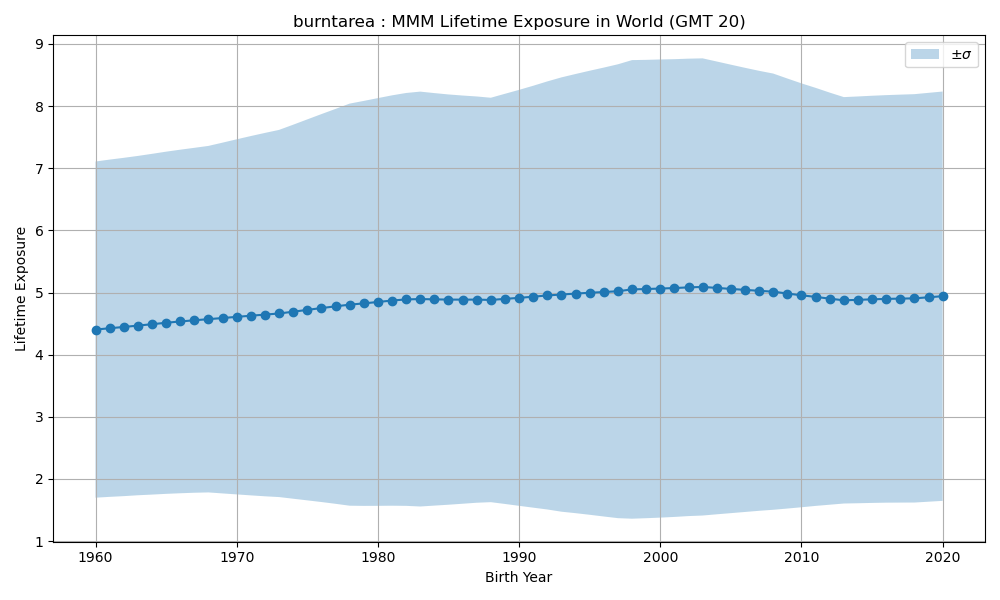 burntarea : MMM Lifetime Exposure in World (GMT 20)
±σ
Lifetime Exposure
9
8
7
6
5
4
3
2
1
1960 1970 1980 1990 2000 2010 2020
Birth Year